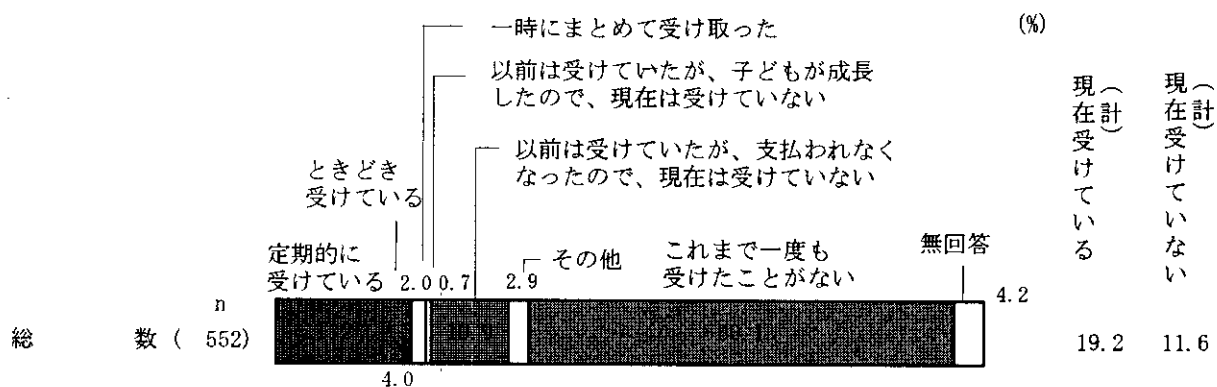 (%)
一時にまとめて受け取った
以前は受けていたが、子どもが成長
したので、現在は受けていない
以前は受けていたが、支払われなく
なったので、現在は受けていない
ときどき
受けている
定期的に
受けている
2.0
0.7
2.9
その他
これまで一度も
受けたことがない
無回答
4.2
4.0
n
総 数 ( 552)
現在受けている
(計)
現在受けていない
(計)
19.2
11.6